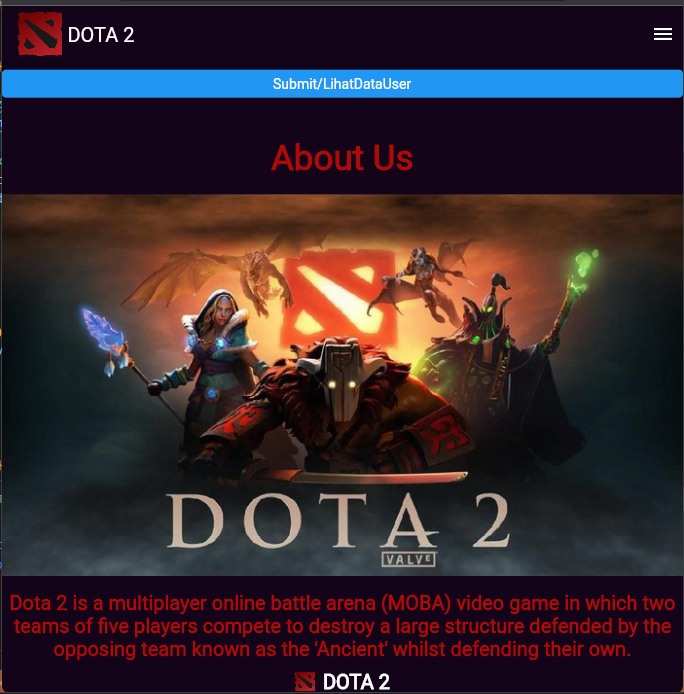 DOTA 2
Submit/LihatDataUser
About Us
DOTA 2
VALVE
Dota 2 is a multiplayer online battle arena (MOBA) video game in which two
teams of five players compete to destroy a large structure defended by the
opposing team known as the 'Ancient' whilst defending their own.
DOTA 2